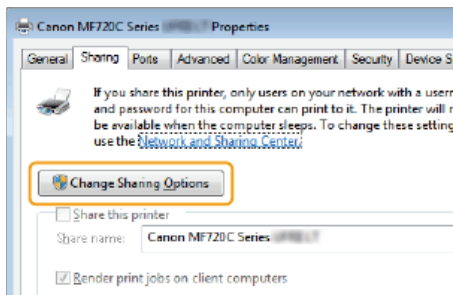 Canon MF720C Series Properties
General Sharing Ports Advanced Color Management Security Device S
If you share this printer, only users on your network with a usern
and password for this computer can print to it. The printer will r
be available when the computer sleeps. To change these setting
use the Network and Sharing Center.
Change Sharing Options
Share this printer
Share name: Canon MF720C Series
Render print jobs on client computers